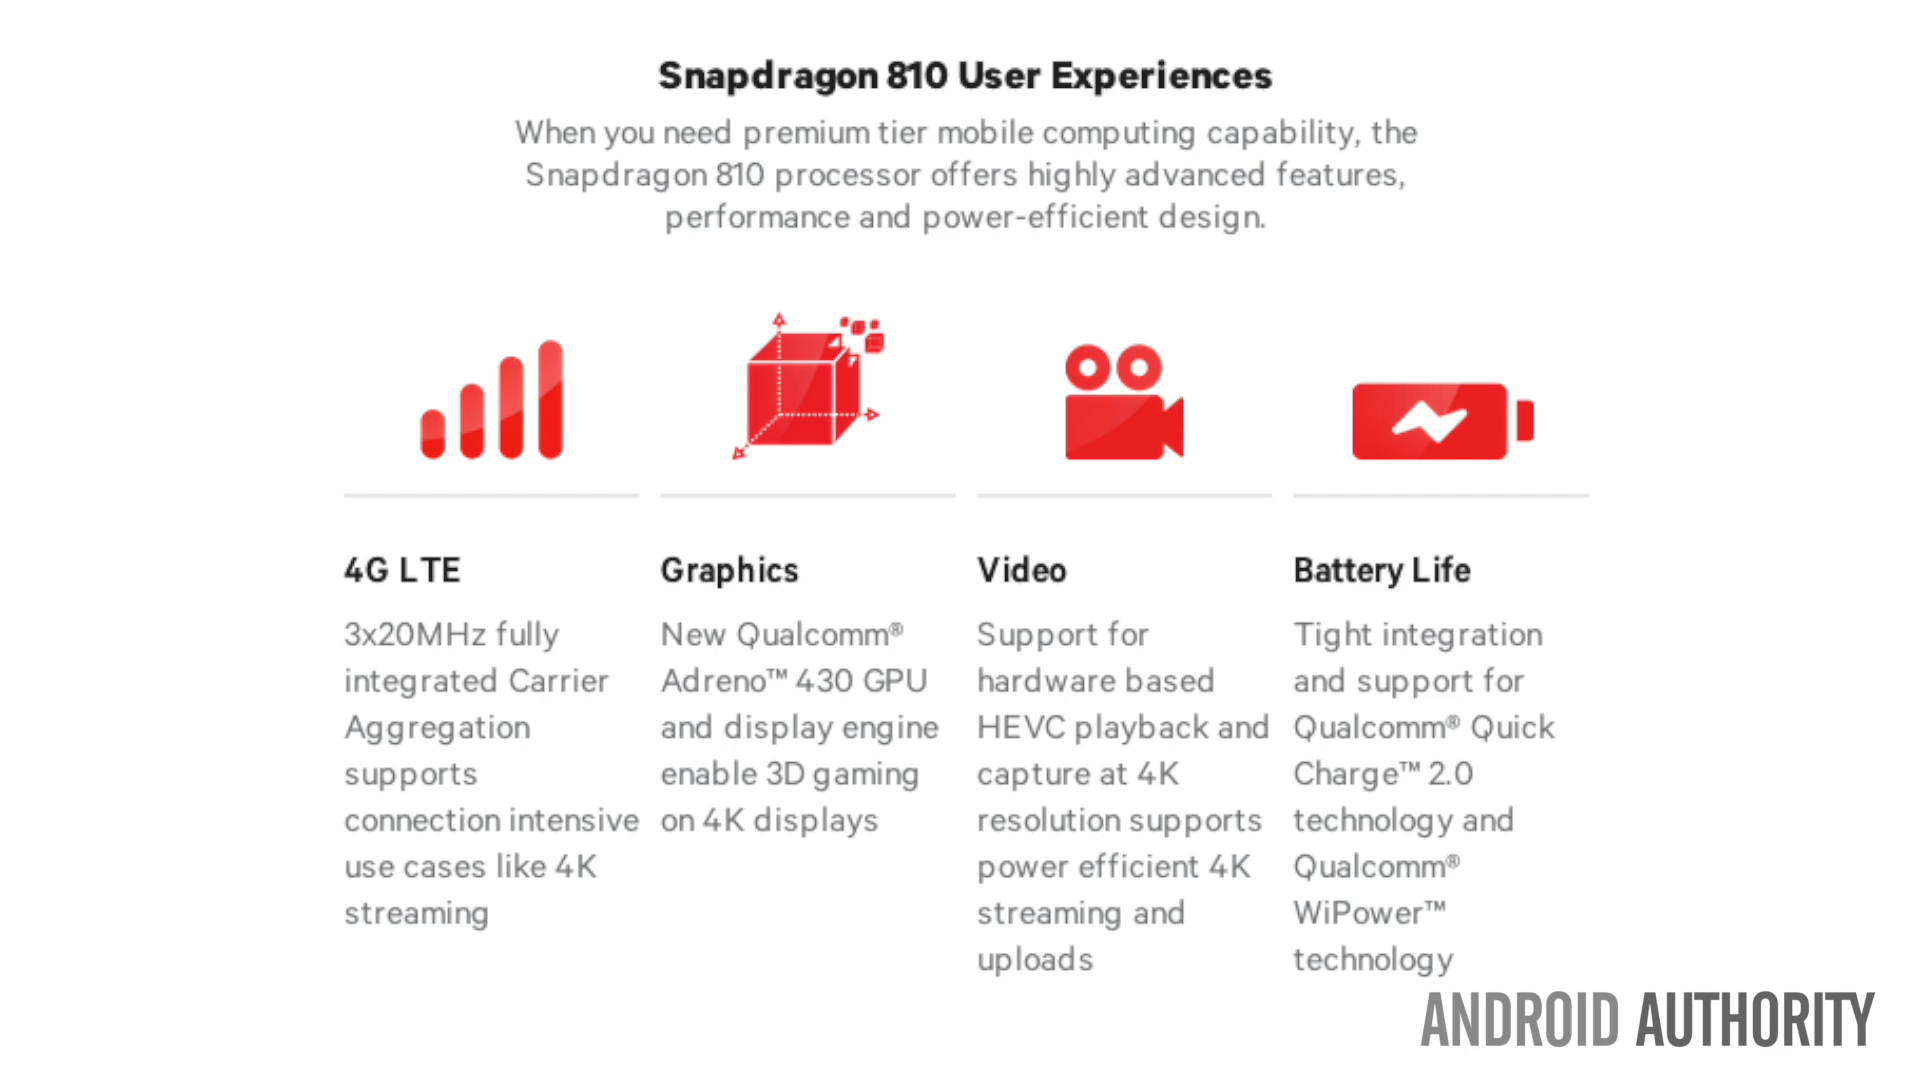 Snapdragon 810 User Experiences
When you need premium tier mobile computing capability, the
Snapdragon 810 processor offers highly advanced features,
performance and power-efficient design.
4G LTE
3x20MHz fully
integrated Carrier
Aggregation
supports
connection intensive
use cases like 4K
streaming
Graphics
New Qualcomm®
Adreno™ 430 GPU
and display engine
enable 3D gaming
on 4K displays
Video
Support for
hardware based
HEVC playback and
capture at 4K
resolution supports
power efficient 4K
streaming and
uploads
Battery Life
Tight integration
and support for
Qualcomm® Quick
Charge™ 2.0
technology and
Qualcomm®
WiPower™
technology
ANDROID AUTHORITY